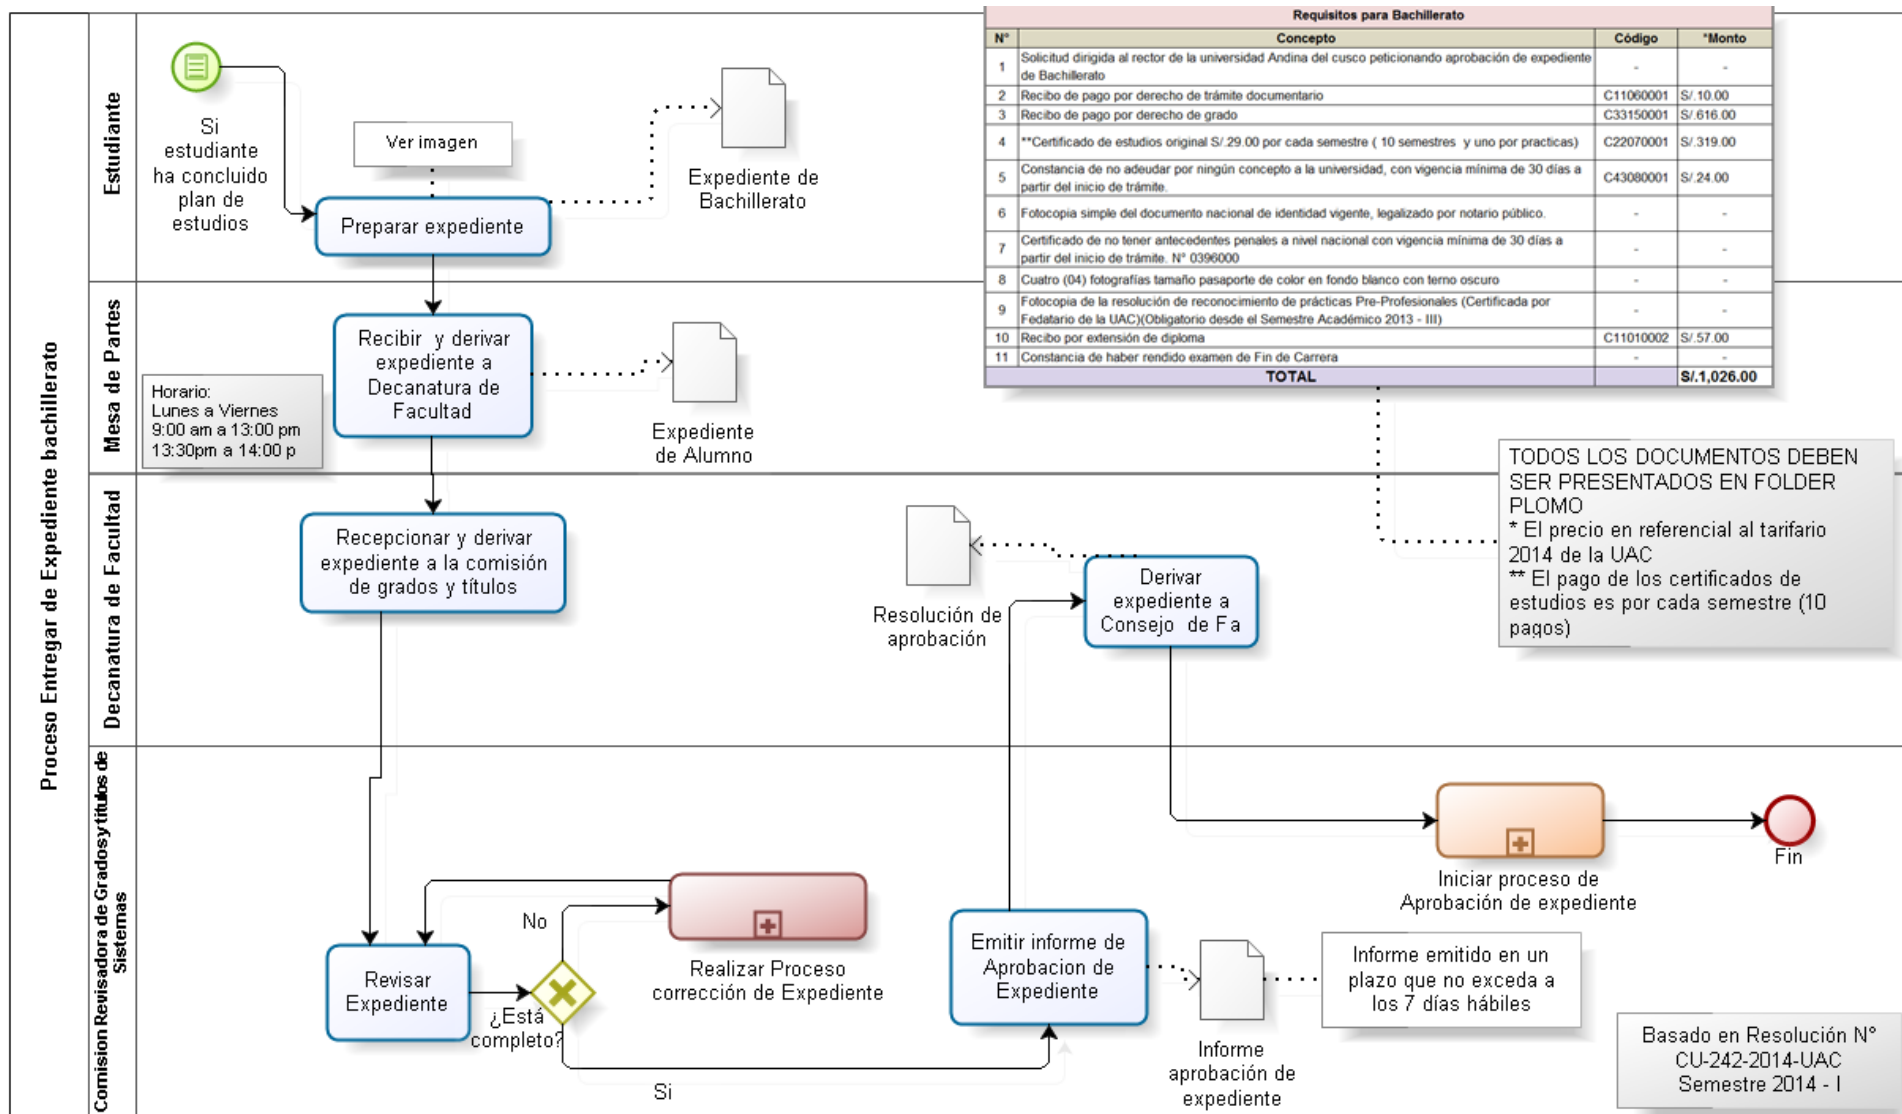 Proceso Entregar de Expediente bachillerato
Estudiante
Si
estudiante
ha concluido
plan de
estudios
Ver imagen
Preparar expediente
Expediente de
Bachillerato
Requisitos para Bachillerato
N° Concepto Código *Monto
1 Solicitud dirigida al rector de la universidad Andina del cusco peticionando aprobación de expediente
de Bachillerato - -
2 Recibo de pago por derecho de trámite documentario C11060001 S/.10.00
3 Recibo de pago por derecho de grado C33150001 S/.616.00
4 **Certificado de estudios original S/.29.00 por cada semestre ( 10 semestres y uno por practicas) C22070001 S/.319.00
5 Constancia de no adeudar por ningún concepto a la universidad, con vigencia mínima de 30 días a
partir del inicio de trámite. C43080001 S/.24.00
6 Fotocopia simple del documento nacional de identidad vigente, legalizado por notario público. - -
7 Certificado de no tener antecedentes penales a nivel nacional con vigencia mínima de 30 días a
partir del inicio de trámite. N° 0396000 - -
8 Cuatro (04) fotografías tamaño pasaporte de color en fondo blanco con terno oscuro - -
9 Fotocopia de la resolución de reconocimiento de prácticas Pre-Profesionales (Certificada por
Fedatario de la UAC)(Obligatorio desde el Semestre Académico 2013 - III) - -
10 Recibo por extensión de diploma C11010002 S/.57.00
11 Constancia de haber rendido examen de Fin de Carrera - -
TOTAL S/.1,026.00
Mesa de Partes
Horario:
Lunes a Viernes
9:00 am a 13:00 pm
13:30pm a 14:00 p
Recibir y derivar
expediente a
Decanatura de
Facultad
Expediente
de Alumno
TODOS LOS DOCUMENTOS DEBEN
SER PRESENTADOS EN FOLDER
PLOMO
* El precio en referencial al tarifario
2014 de la UAC
** El pago de los certificados de
estudios es por cada semestre (10
pagos)
Decanatura de Facultad
Recepcionar y derivar
expediente a la comisión
de grados y títulos
Resolución de
aprobación
Derivar
expediente a
Consejo de Fa
Comision Revisadora de Grados y titulos de
Sistemas
Revisar
Expediente
¿Está
completo?
No
Si
Realizar Proceso
corrección de Expediente
Emitir informe de
Aprobacion de
Expediente
Informe
aprobación de
expediente
Informe emitido en un
plazo que no exceda a
los 7 días hábiles
Iniciar proceso de
Aprobación de expediente
Fin
Basado en Resolución N°
CU-242-2014-UAC
Semestre 2014 - I